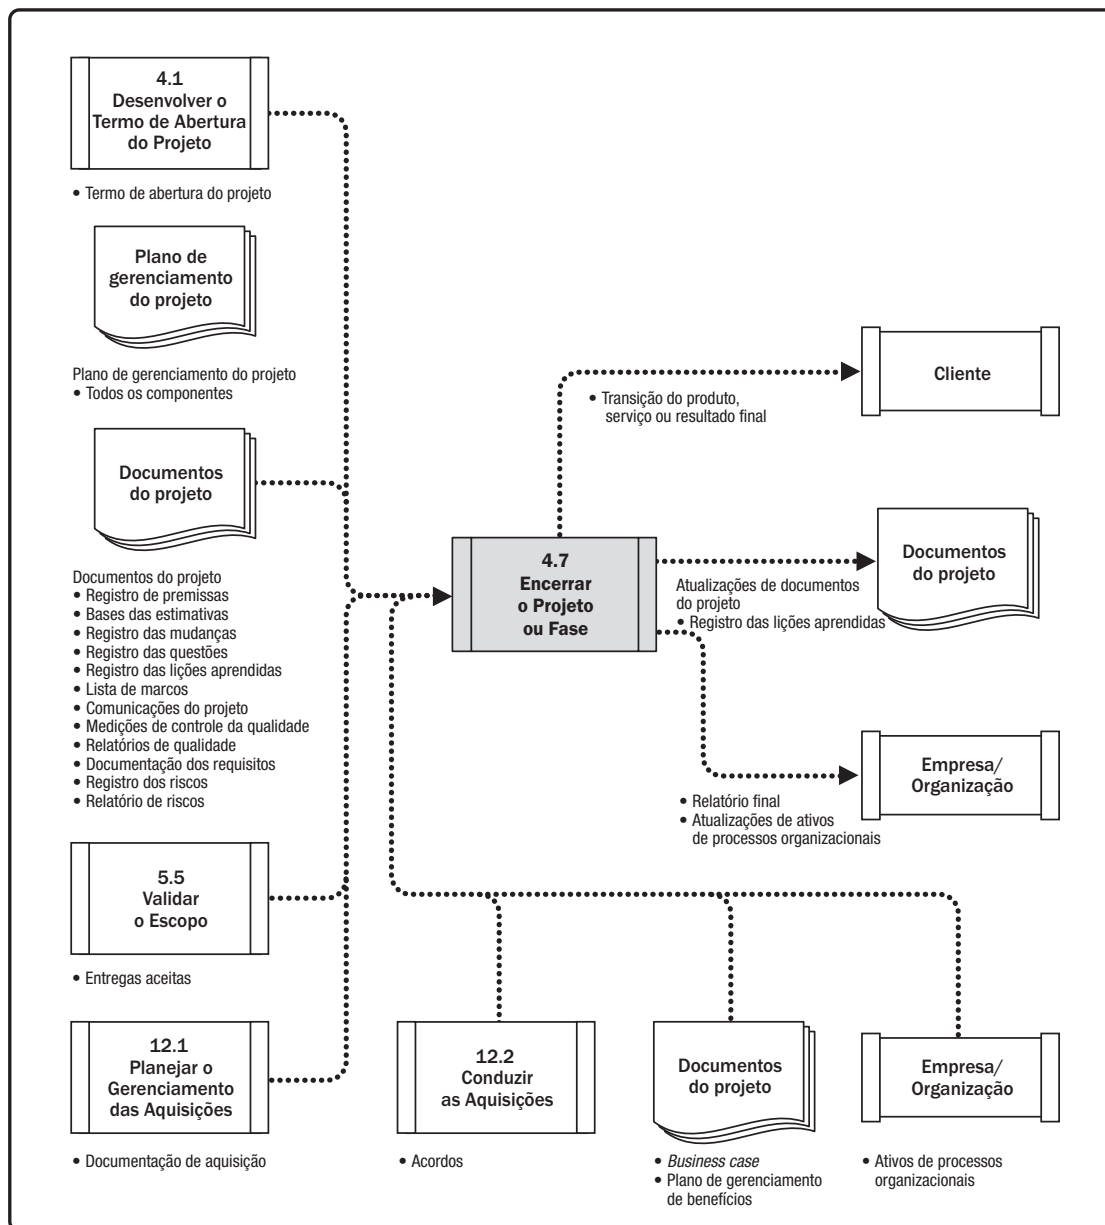 4.1
Desenvolver o
Termo de Abertura
do Projeto
• Termo de abertura do projeto
Plano de
gerenciamento
do projeto
Plano de gerenciamento do projeto
• Todos os componentes
Documentos
do projeto
Documentos do projeto
• Registro de premissas
• Bases das estimativas
• Registro das mudanças
• Registro das questões
• Registro das lições aprendidas
• Lista de marcos
• Comunicações do projeto
• Medições de controle da qualidade
• Relatórios de qualidade
• Documentação dos requisitos
• Registro dos riscos
• Relatório de riscos
5.5
Validar
o Escopo
• Entregas aceitas
12.1
Planejar o
Gerenciamento
das Aquisições
• Documentação de aquisição
4.7
Encerrar
o Projeto
ou Fase
• Transição do produto,
serviço ou resultado final
Cliente
Atualizações de documentos
do projeto
• Registro das lições aprendidas
Documentos
do projeto
• Relatório final
• Atualizações de ativos
de processos organizacionais
Empresa/
Organização
12.2
Conduzir
as Aquisições
• Acordos
Documentos
do projeto
• Business case
• Plano de gerenciamento
de benefícios
Empresa/
Organização
• Ativos de processos
organizacionais